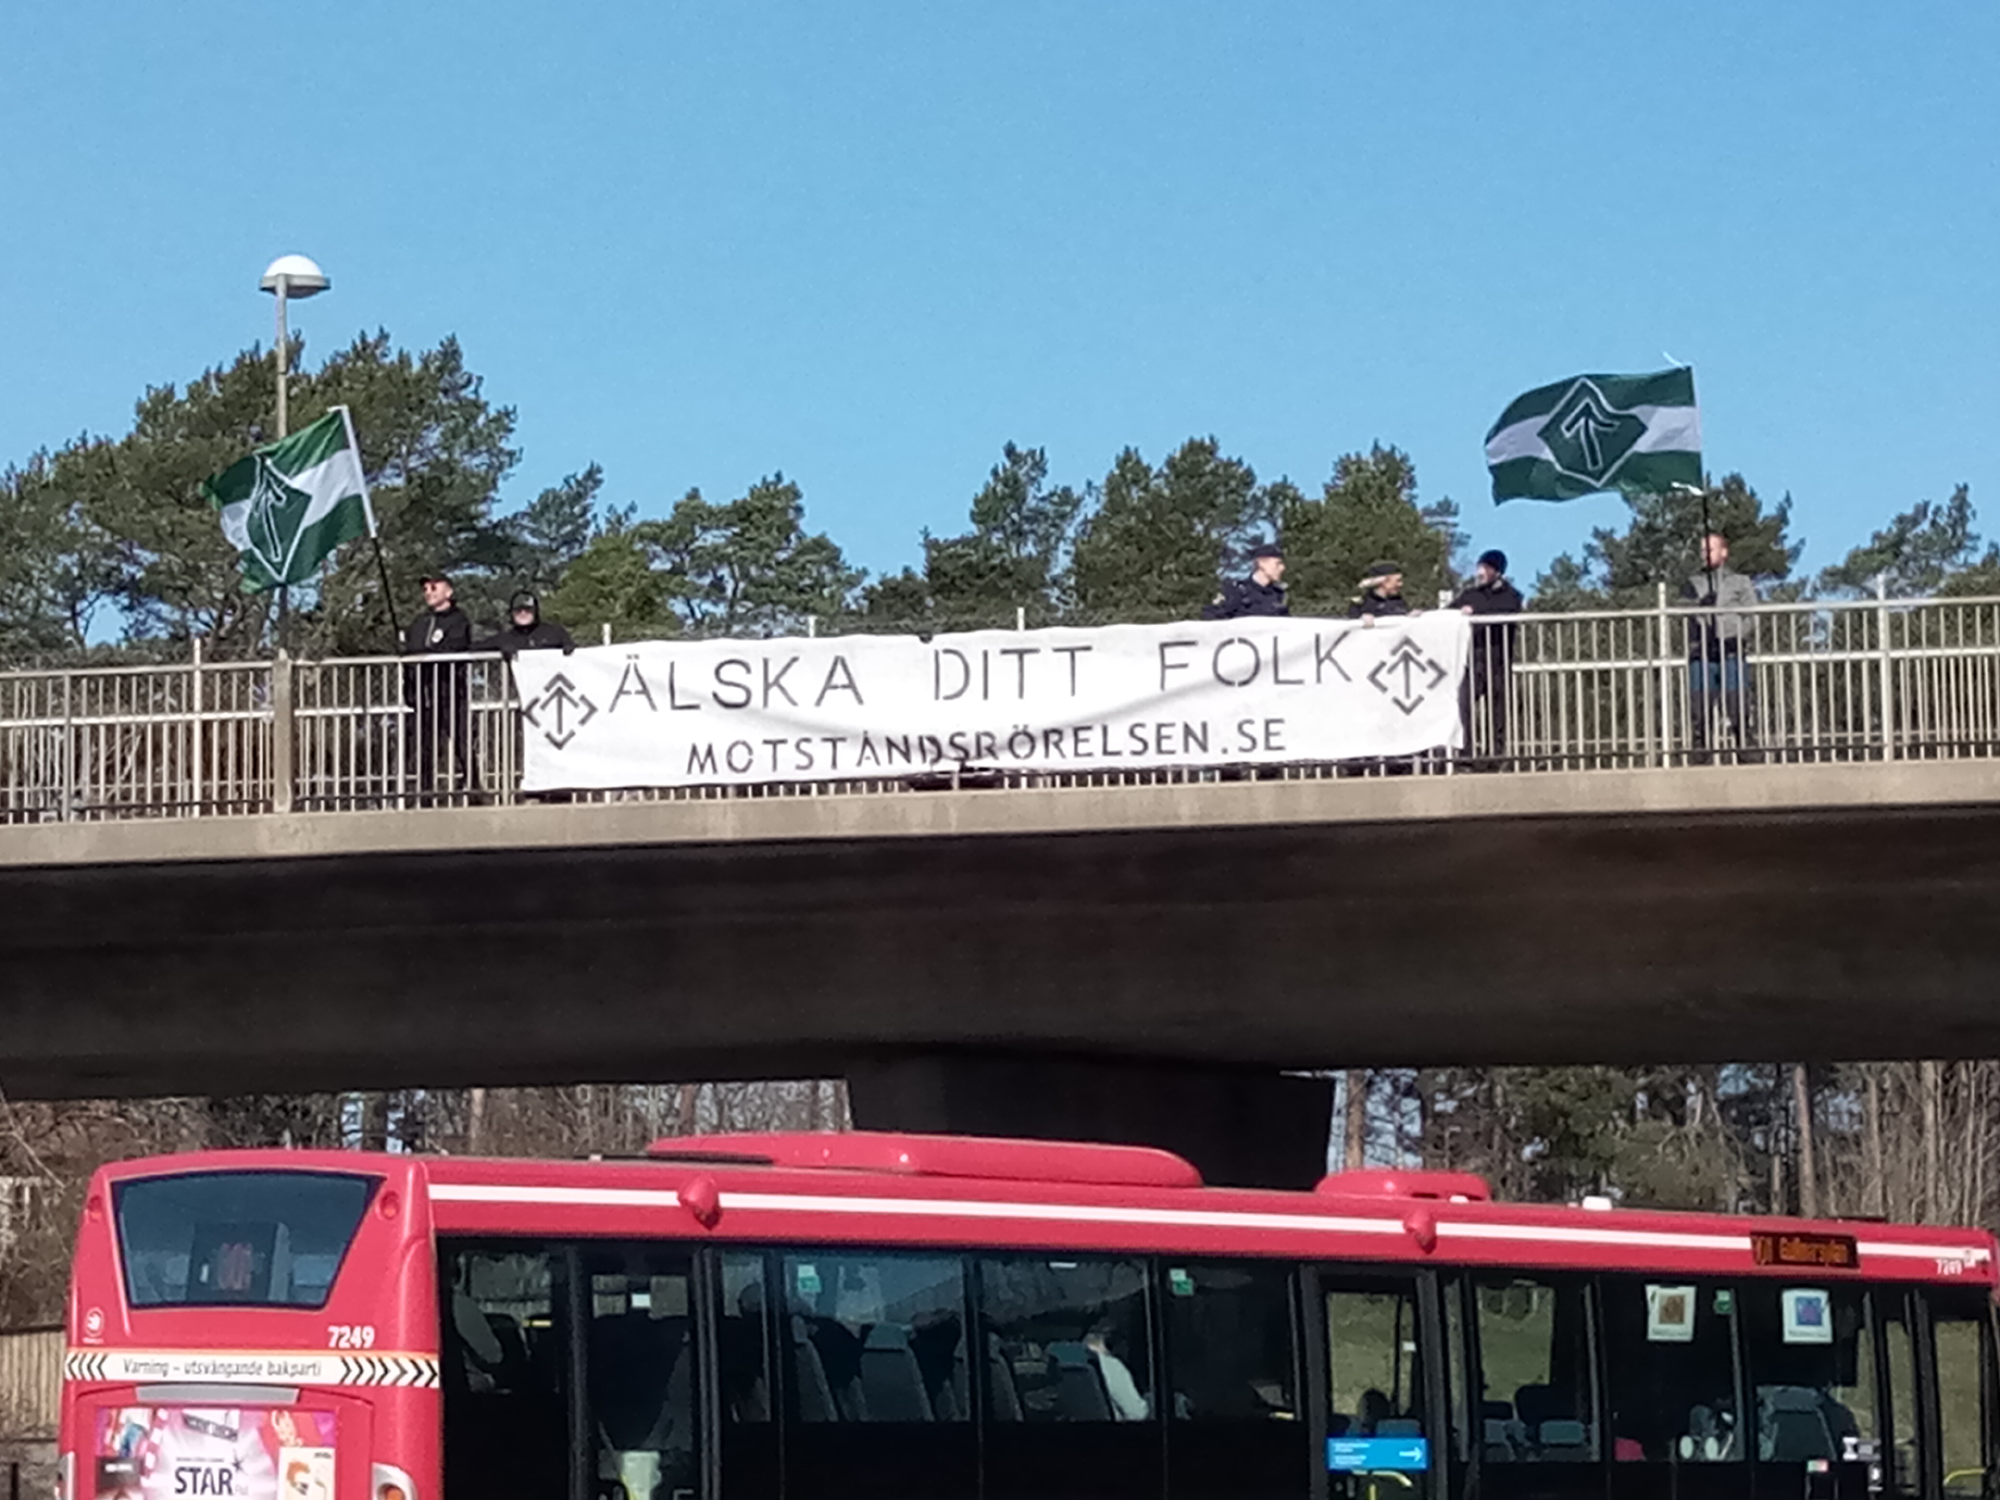 ÄLSKA DITT FOLK
MOTSTÅNDSRÖRELSEN.SE
7249
7249
Varning - utsvängande bakparti
STAR